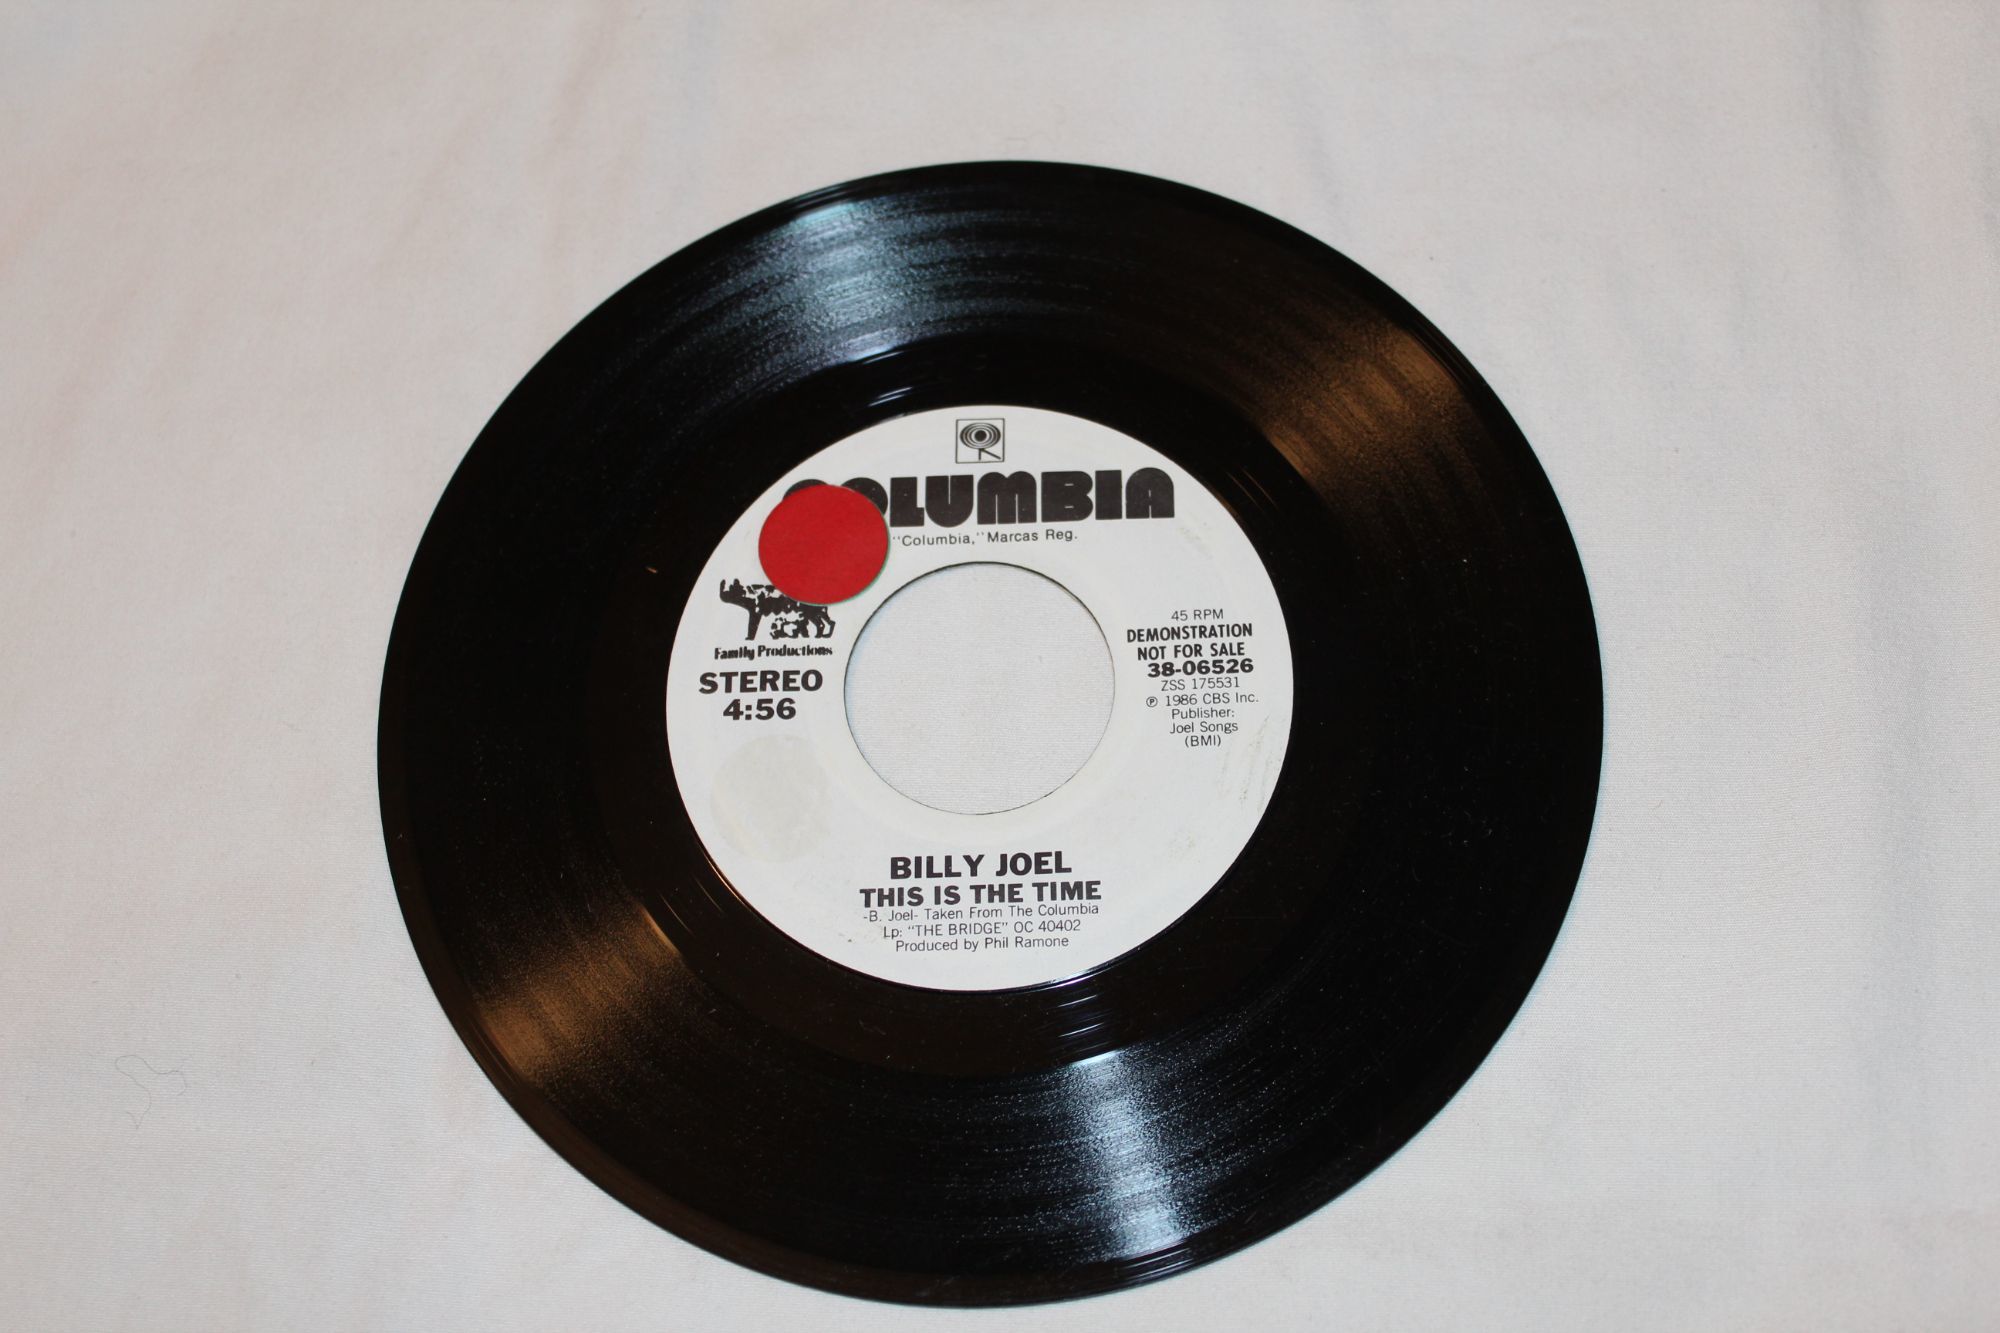 COLUMBIA
"Columbia," Marcas Reg.
Family Productions
STEREO
4:56
45 RPM
DEMONSTRATION
NOT FOR SALE
38-06526
ZSS 175531
℗ 1986 CBS Inc.
Publisher:
Joel Songs
(BMI)
BILLY JOEL
THIS IS THE TIME
-B. Joel- Taken From The Columbia
Lp: "THE BRIDGE" OC 40402
Produced by Phil Ramone